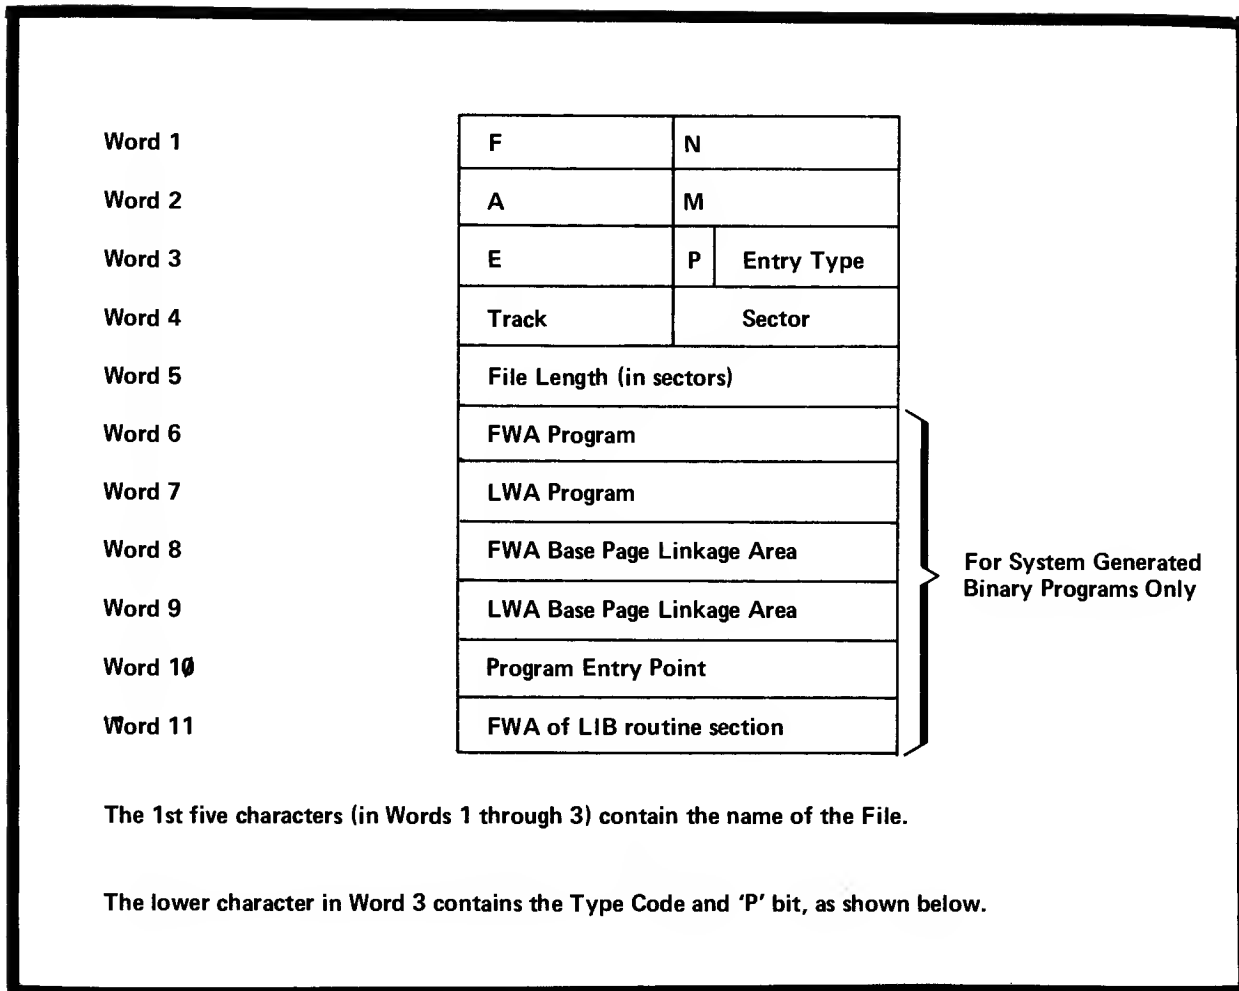 Word 1 F N
Word 2 A M
Word 3 E P Entry Type
Word 4 Track Sector
Word 5 File Length (in sectors)
Word 6 FWA Program
Word 7 LWA Program
Word 8 FWA Base Page Linkage Area
For System Generated
Binary Programs Only
Word 9 LWA Base Page Linkage Area
Word 1Ø Program Entry Point
Word 11 FWA of LIB routine section
The 1st five characters (in Words 1 through 3) contain the name of the File.
The lower character in Word 3 contains the Type Code and ‘P’ bit, as shown below.